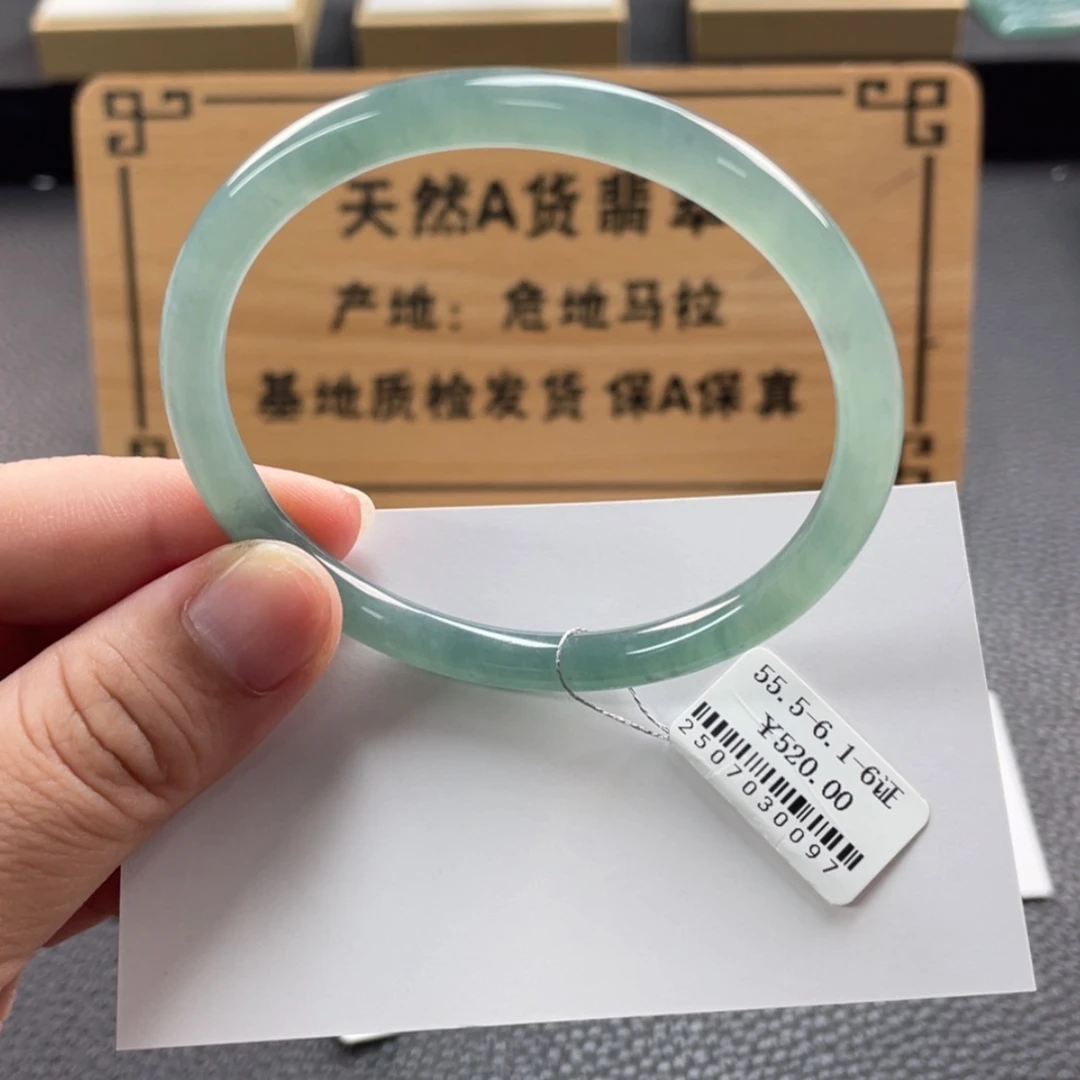 天然A货翡翠
产地：危地马拉
基地质检发货 保A保真
55.5-6.1-6证
¥520.00
2507030097